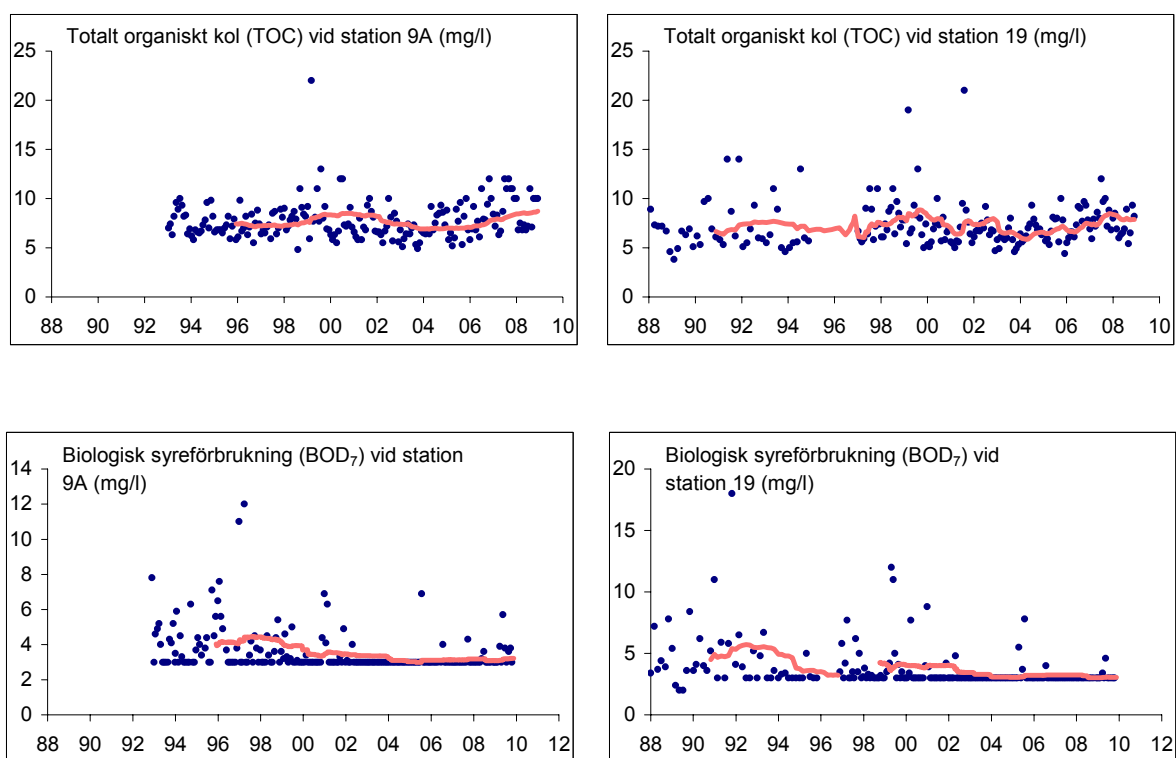 Totalt organiskt kol (TOC) vid station 9A (mg/l)
25
20
15
10
5
0
88 90 92 94 96 98 00 02 04 06 08 10
Totalt organiskt kol (TOC) vid station 19 (mg/l)
25
20
15
10
5
0
88 90 92 94 96 98 00 02 04 06 08 10
Biologisk syreförbrukning (BOD₇) vid station
9A (mg/l)
14
12
10
8
6
4
2
0
88 90 92 94 96 98 00 02 04 06 08 10 12
Biologisk syreförbrukning (BOD₇) vid
station 19 (mg/l)
20
15
10
5
0
88 90 92 94 96 98 00 02 04 06 08 10 12